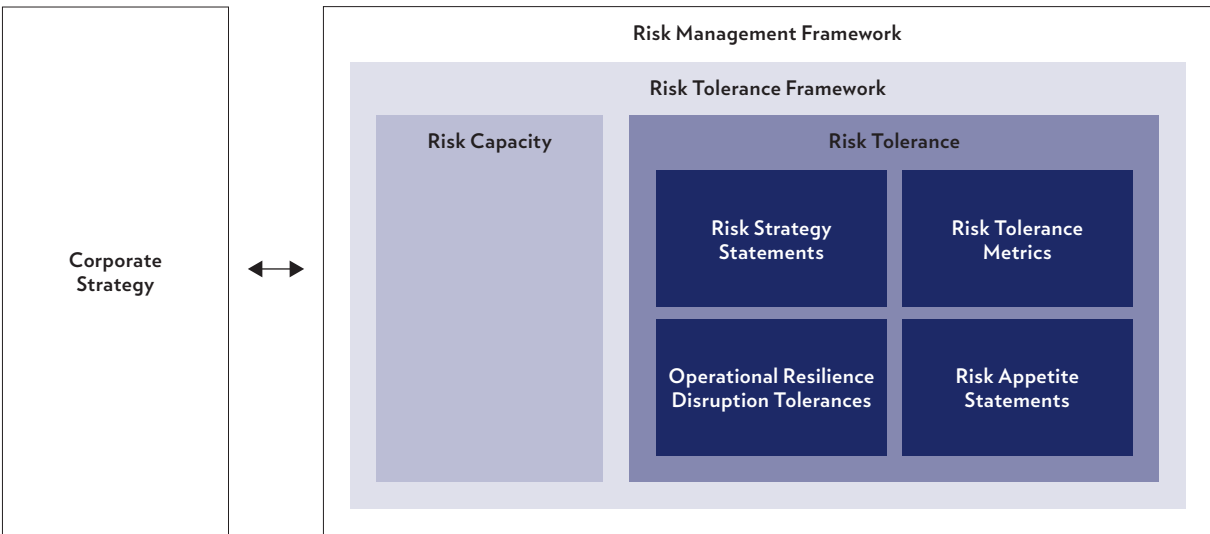 Risk Management Framework
Risk Tolerance Framework
Risk Capacity
Risk Tolerance
Risk Strategy
Statements
Risk Tolerance
Metrics
Corporate
Strategy
Operational Resilience
Disruption Tolerances
Risk Appetite
Statements